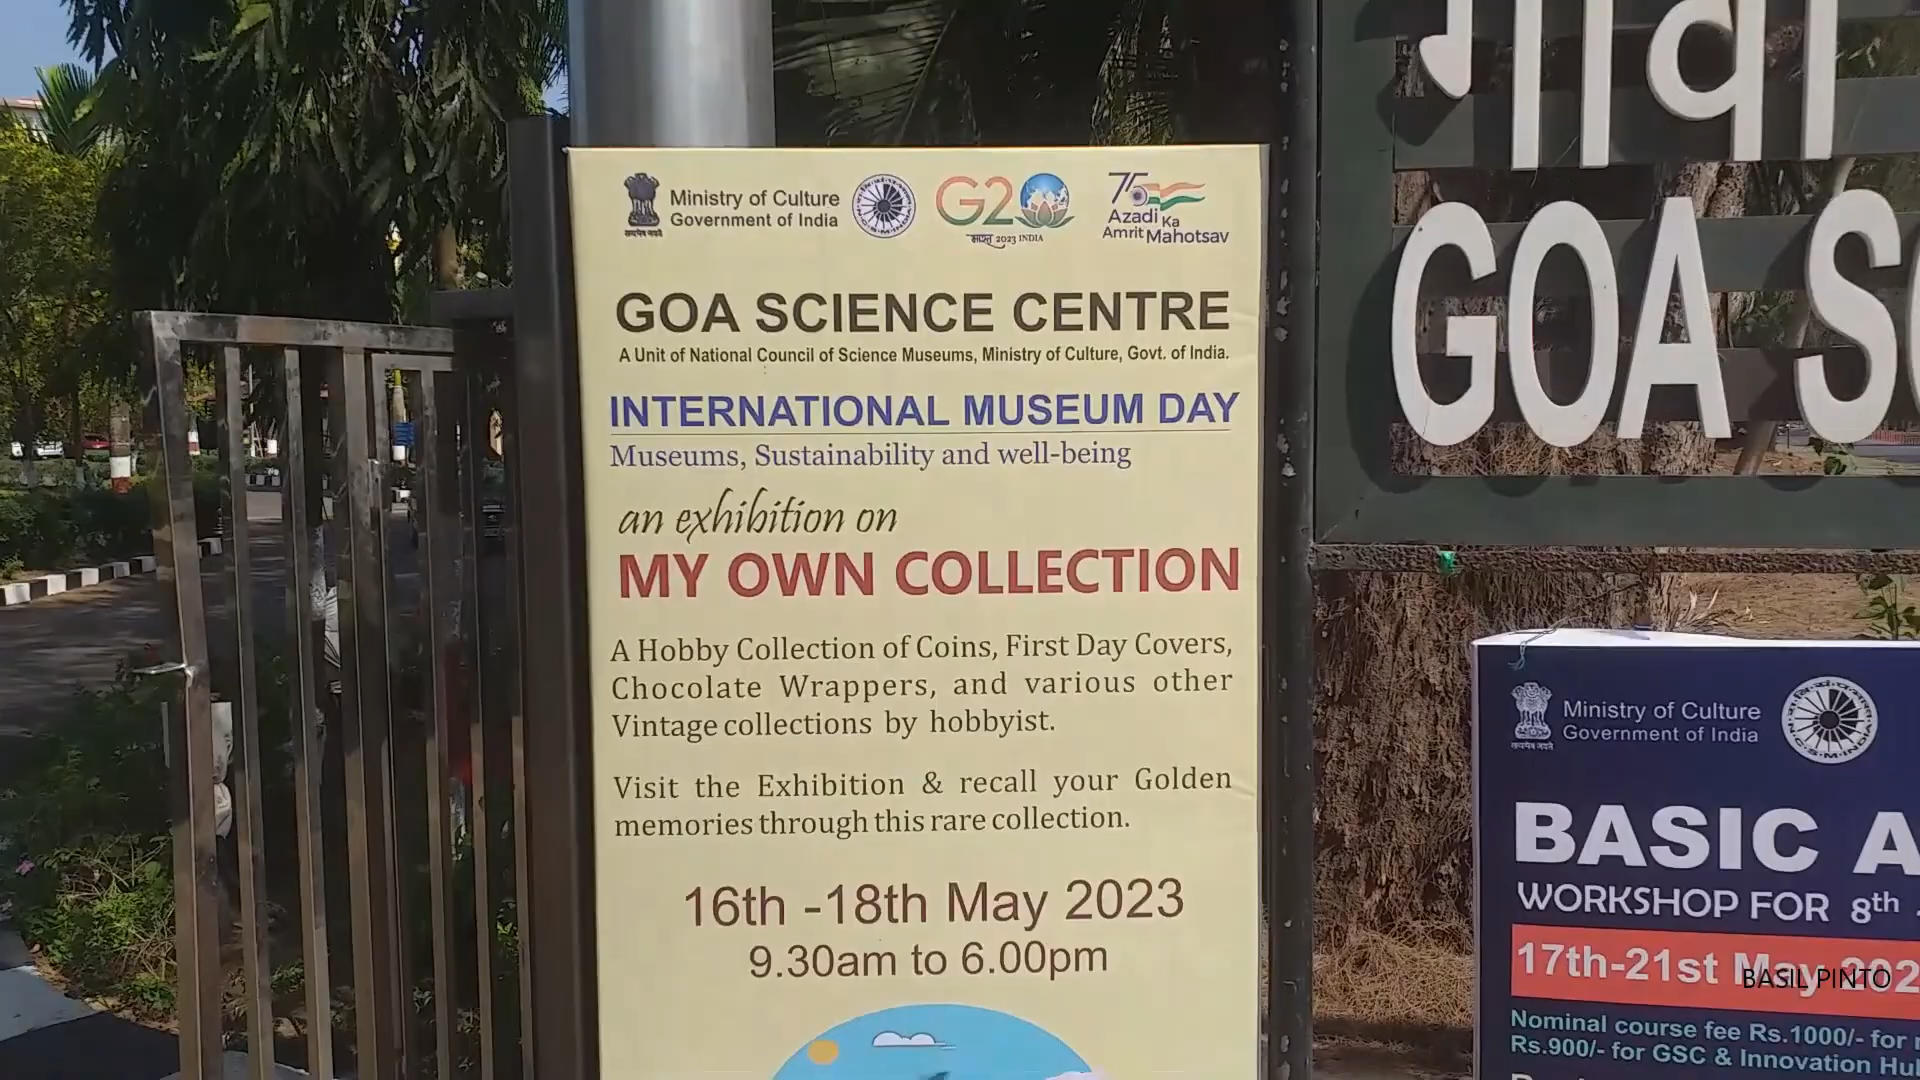 Ministry of Culture
Government of India
G20
भारत 2023 INDIA
75
Azadi Ka
Amrit Mahotsav
GOA SCIENCE CENTRE
A Unit of National Council of Science Museums, Ministry of Culture, Govt. of India.
INTERNATIONAL MUSEUM DAY
Museums, Sustainability and well-being
an exhibition on
MY OWN COLLECTION
A Hobby Collection of Coins, First Day Covers,
Chocolate Wrappers, and various other
Vintage collections by hobbyist.
Visit the Exhibition & recall your Golden
memories through this rare collection.
16th -18th May 2023
9.30am to 6.00pm
गोवा
GOA S
Ministry of Culture
Government of India
BASIC A
WORKSHOP FOR 8th
17th-21st May 202
Nominal course fee Rs.1000/- for
Rs.900/- for GSC & Innovation Hu
BASIL PINTO